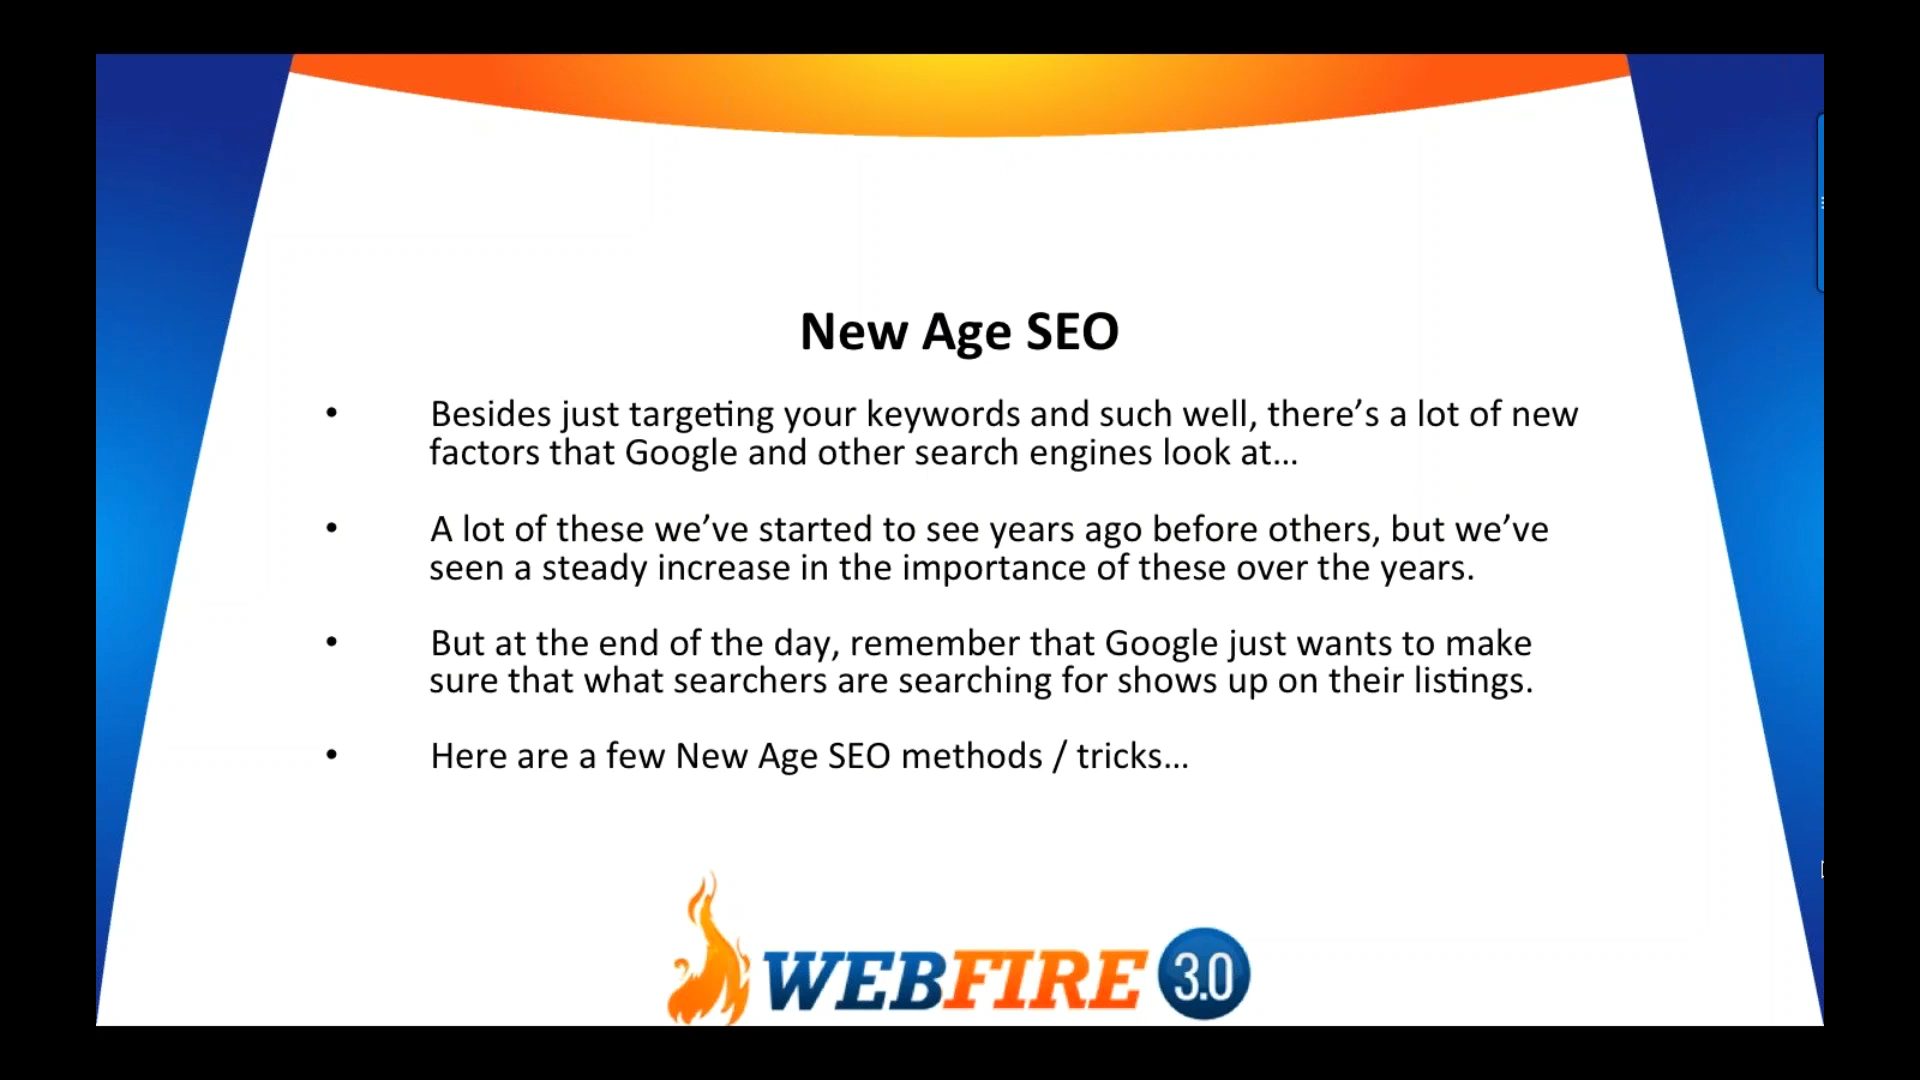 New Age SEO
• Besides just targeting your keywords and such well, there’s a lot of new
factors that Google and other search engines look at…
• A lot of these we’ve started to see years ago before others, but we’ve
seen a steady increase in the importance of these over the years.
• But at the end of the day, remember that Google just wants to make
sure that what searchers are searching for shows up on their listings.
• Here are a few New Age SEO methods / tricks…
WEBFIRE 3.0